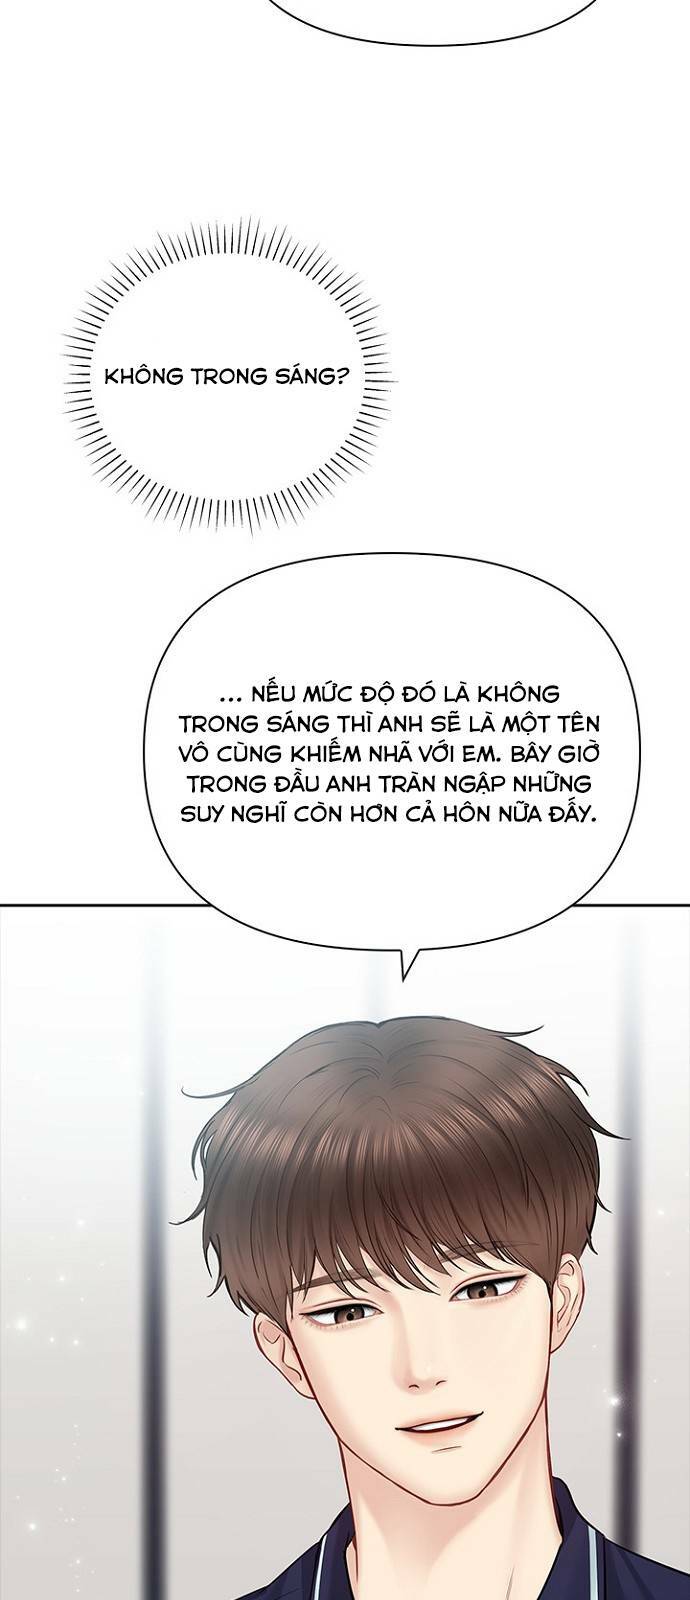 KHÔNG TRONG SÁNG?
... NẾU MỨC ĐỘ ĐÓ LÀ KHÔNG
TRONG SÁNG THÌ ANH SẼ LÀ MỘT TÊN
VÔ CÙNG KHIẾM NHÃ VỚI EM. BÂY GIỜ
TRONG ĐẦU ANH TRÀN NGẬP NHỮNG
SUY NGHĨ CÒN HƠN CẢ HÔN NỮA ĐẤY.